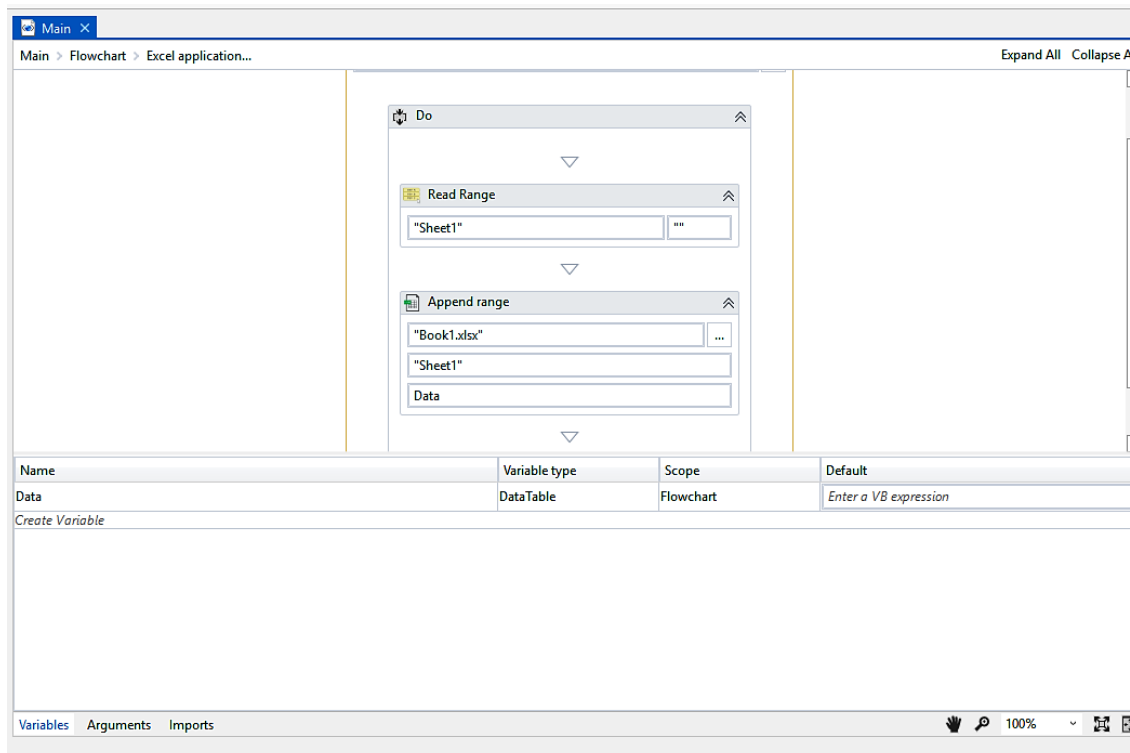 Main
Main > Flowchart > Excel application... Expand All Collapse A
Do
Read Range
"Sheet1" ""
Append range
"Book1.xlsx" ...
"Sheet1"
Data
Name Variable type Scope Default
Data DataTable Flowchart Enter a VB expression
Create Variable
Variables Arguments Imports 100%